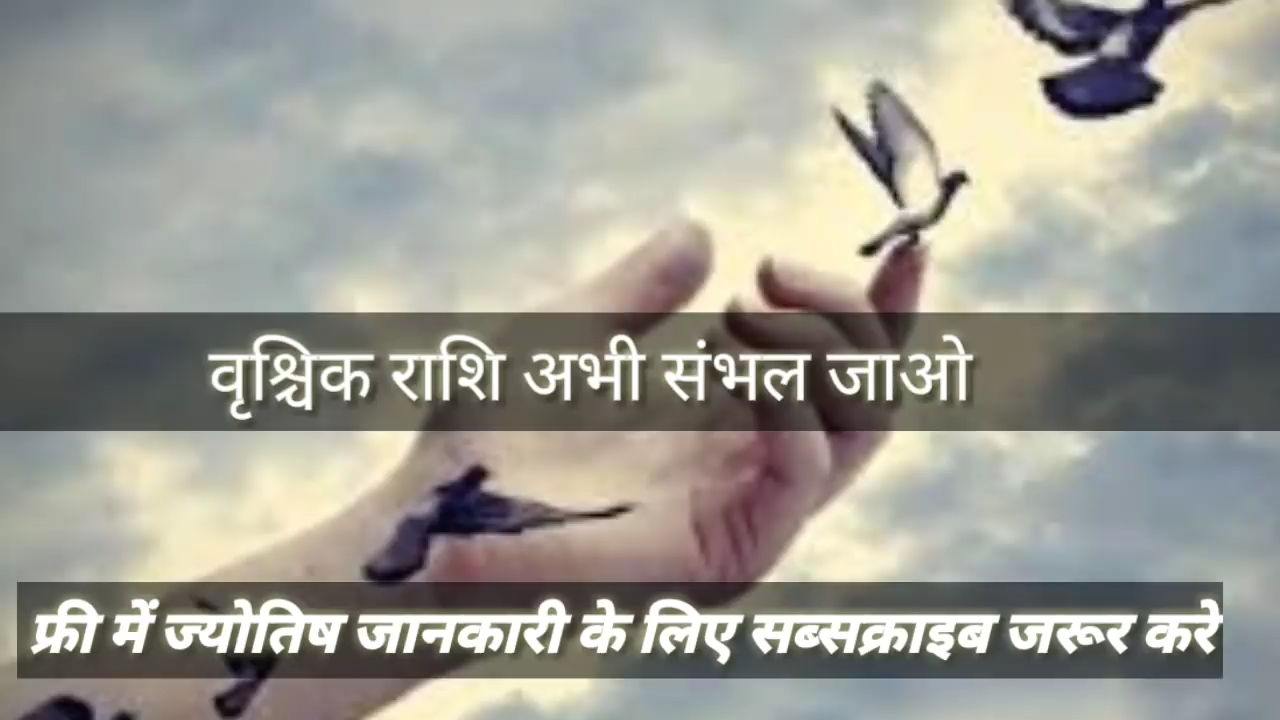 वृश्चिक राशि अभी संभल जाओ
फ्री में ज्योतिष जानकारी के लिए सब्सक्राइब जरूर करे